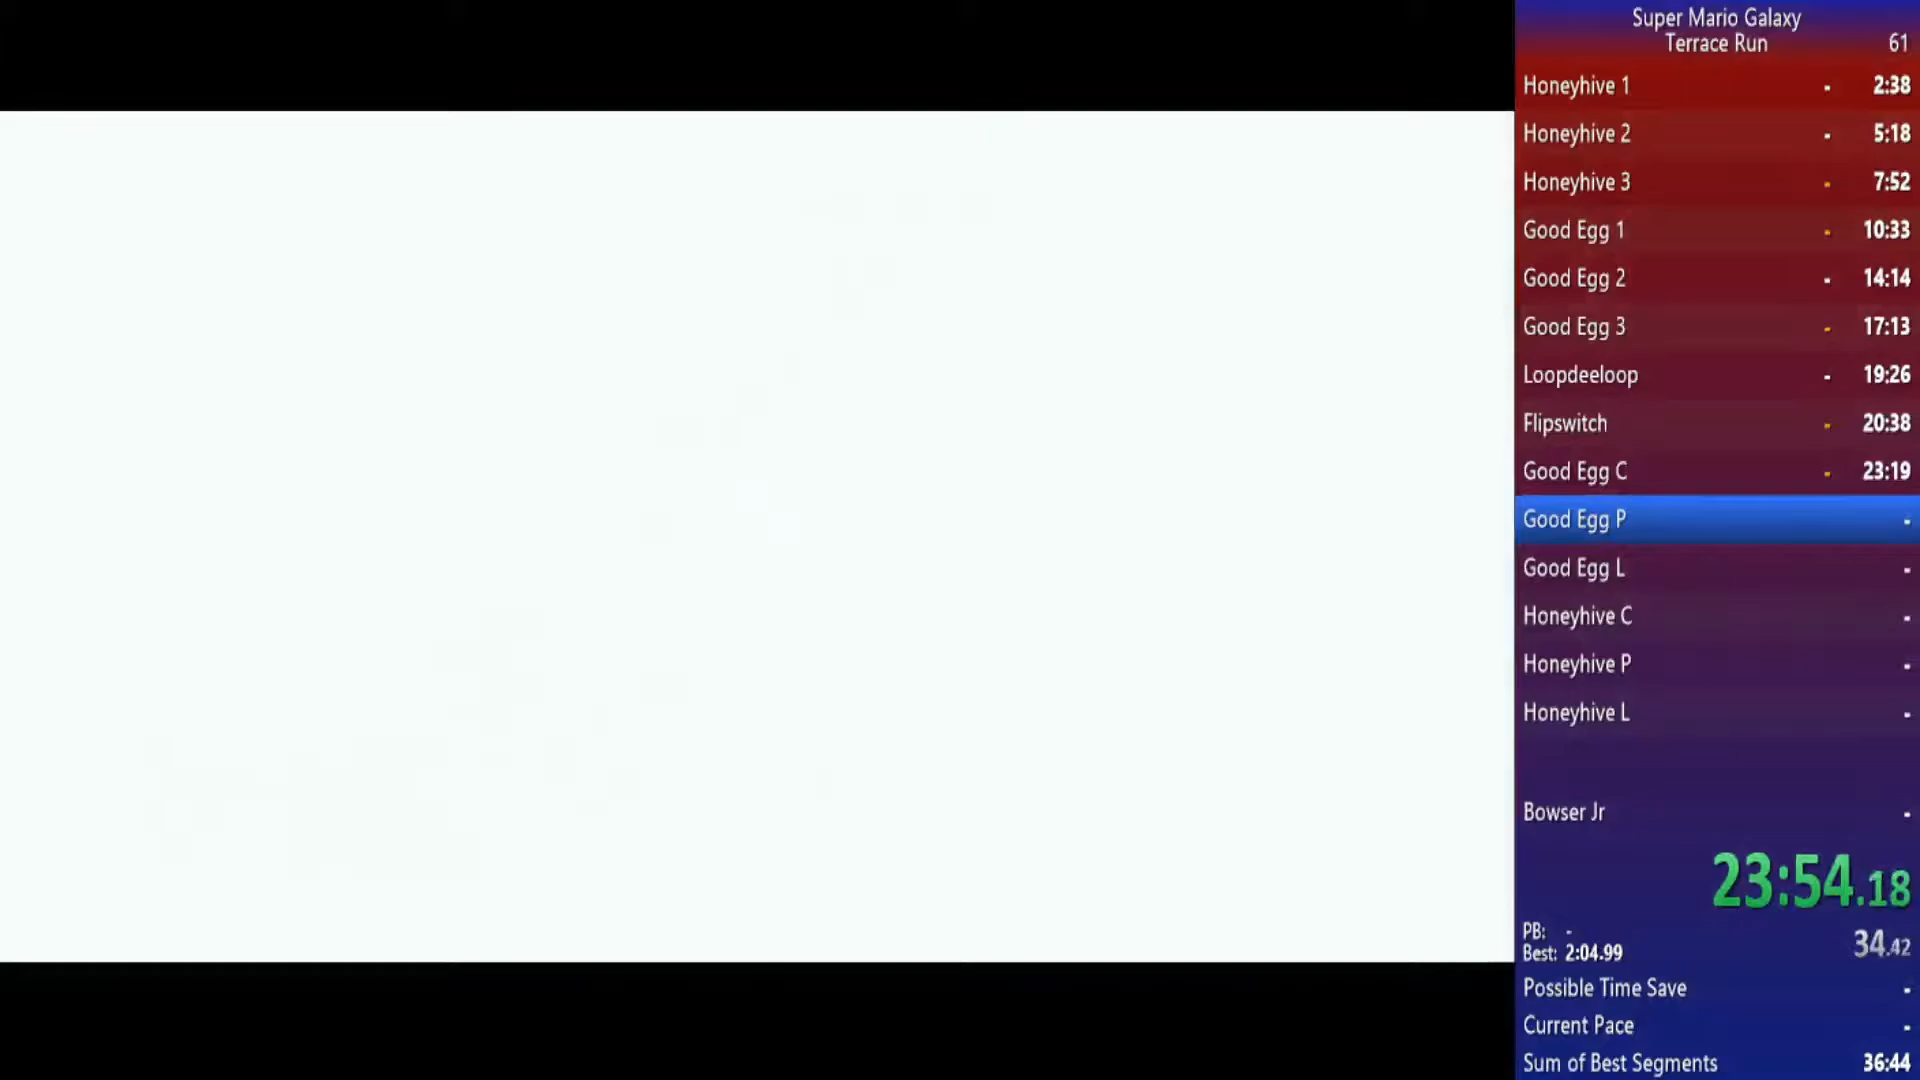 Super Mario Galaxy
Terrace Run 61
Honeyhive 1 - 2:38
Honeyhive 2 - 5:18
Honeyhive 3 - 7:52
Good Egg 1 - 10:33
Good Egg 2 - 14:14
Good Egg 3 - 17:13
Loopdeeloop - 19:26
Flipswitch - 20:38
Good Egg C - 23:19
Good Egg P -
Good Egg L -
Honeyhive C -
Honeyhive P -
Honeyhive L -
Bowser Jr -
23:54.18
PB: -
Best: 2:04.99 34.42
Possible Time Save -
Current Pace -
Sum of Best Segments 36:44